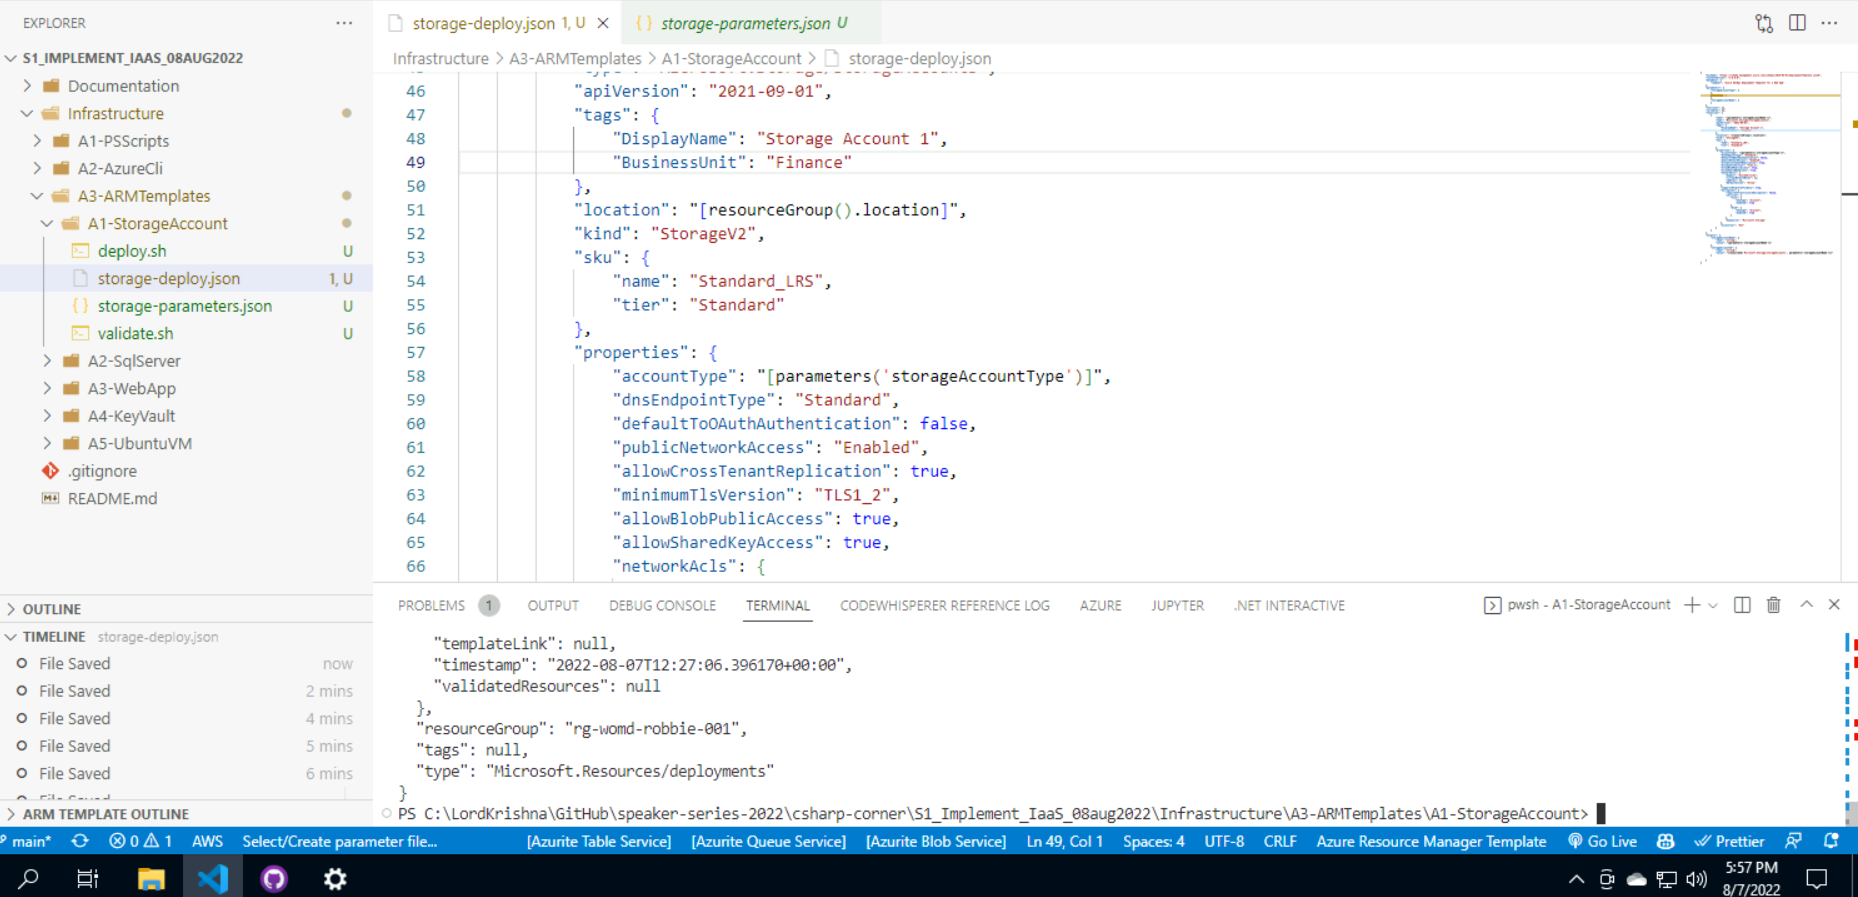 EXPLORER
S1_IMPLEMENT_IAAS_08AUG2022
Documentation
Infrastructure
A1-PSScripts
A2-AzureCli
A3-ARMTemplates
A1-StorageAccount
deploy.sh U
storage-deploy.json 1, U
storage-parameters.json U
validate.sh U
A2-SqlServer
A3-WebApp
A4-KeyVault
A5-UbuntuVM
.gitignore
README.md
OUTLINE
TIMELINE storage-deploy.json
File Saved now
File Saved 2 mins
File Saved 4 mins
File Saved 5 mins
File Saved 6 mins
File Saved
ARM TEMPLATE OUTLINE
storage-deploy.json 1, U
storage-parameters.json U
Infrastructure > A3-ARMTemplates > A1-StorageAccount > storage-deploy.json
46 "apiVersion": "2021-09-01",
47 "tags": {
48 "DisplayName": "Storage Account 1",
49 "BusinessUnit": "Finance"
50 },
51 "location": "[resourceGroup().location]",
52 "kind": "StorageV2",
53 "sku": {
54 "name": "Standard_LRS",
55 "tier": "Standard"
56 },
57 "properties": {
58 "accountType": "[parameters('storageAccountType')]",
59 "dnsEndpointType": "Standard",
60 "defaultToOAuthAuthentication": false,
61 "publicNetworkAccess": "Enabled",
62 "allowCrossTenantReplication": true,
63 "minimumTlsVersion": "TLS1_2",
64 "allowBlobPublicAccess": true,
65 "allowSharedKeyAccess": true,
66 "networkAcls": {
PROBLEMS 1 OUTPUT DEBUG CONSOLE TERMINAL CODEWHISPERER REFERENCE LOG AZURE JUPYTER .NET INTERACTIVE pwsh - A1-StorageAccount
"templateLink": null,
"timestamp": "2022-08-07T12:27:06.396170+00:00",
"validatedResources": null
},
"resourceGroup": "rg-womd-robbie-001",
"tags": null,
"type": "Microsoft.Resources/deployments"
}
PS C:\LordKrishna\GitHub\speaker-series-2022\csharp-corner\S1_Implement_IaaS_08aug2022\Infrastructure\A3-ARMTemplates\A1-StorageAccount>
main* 0 1 AWS Select/Create parameter file... [Azurite Table Service] [Azurite Queue Service] [Azurite Blob Service] Ln 49, Col 1 Spaces: 4 UTF-8 CRLF Azure Resource Manager Template Go Live Prettier
5:57 PM
8/7/2022